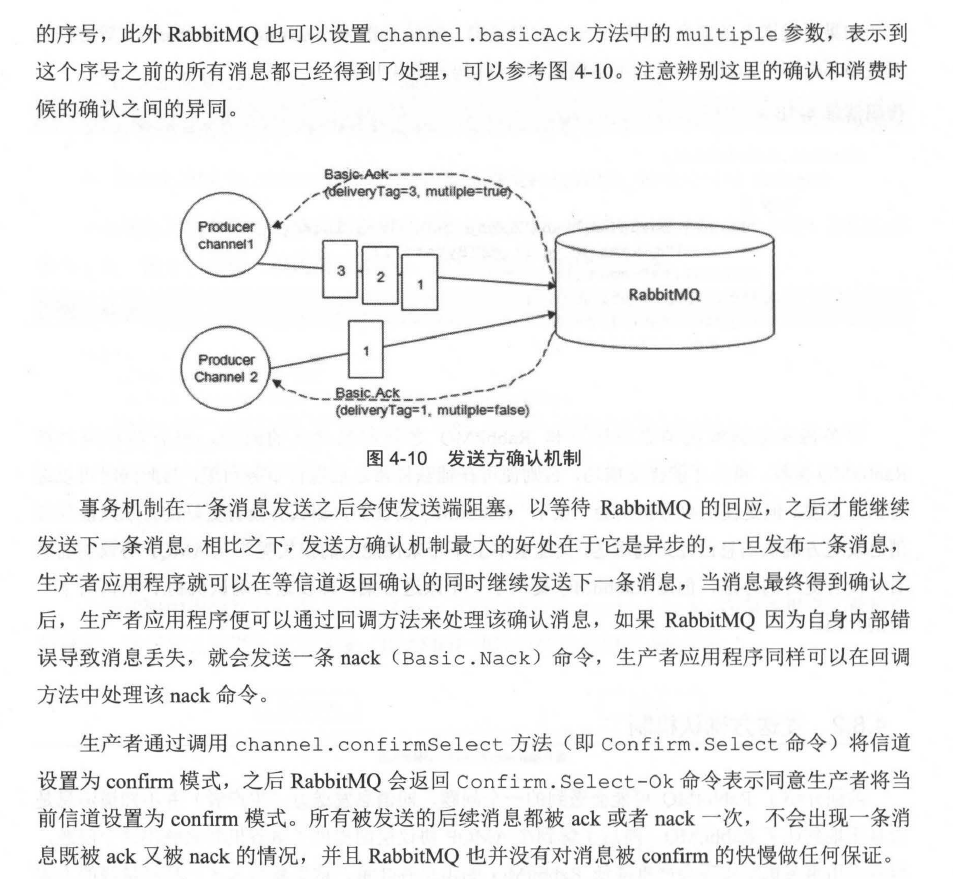 的序号，此外 RabbitMQ 也可以设置 channel.basicAck 方法中的 multiple 参数，表示到
这个序号之前的所有消息都已经得到了处理，可以参考图 4-10。注意辨别这里的确认和消费时
候的确认之间的异同。
Basic.Ack
(deliveryTag=3, mutilple=true)
Producer
channel1
3
2
1
RabbitMQ
1
Producer
Channel 2
Basic.Ack
(deliveryTag=1, mutilple=false)
图 4-10 发送方确认机制
事务机制在一条消息发送之后会使发送端阻塞，以等待 RabbitMQ 的回应，之后才能继续
发送下一条消息。相比之下，发送方确认机制最大的好处在于它是异步的，一旦发布一条消息，
生产者应用程序就可以在等信道返回确认的同时继续发送下一条消息，当消息最终得到确认之
后，生产者应用程序便可以通过回调方法来处理该确认消息，如果 RabbitMQ 因为自身内部错
误导致消息丢失，就会发送一条 nack（Basic.Nack）命令，生产者应用程序同样可以在回调
方法中处理该 nack 命令。
生产者通过调用 channel.confirmSelect 方法（即 Confirm.Select 命令）将信道
设置为 confirm 模式，之后 RabbitMQ 会返回 Confirm.Select-Ok 命令表示同意生产者将当
前信道设置为 confirm 模式。所有被发送的后续消息都被 ack 或者 nack 一次，不会出现一条消
息既被 ack 又被 nack 的情况，并且 RabbitMQ 也并没有对消息被 confirm 的快慢做任何保证。